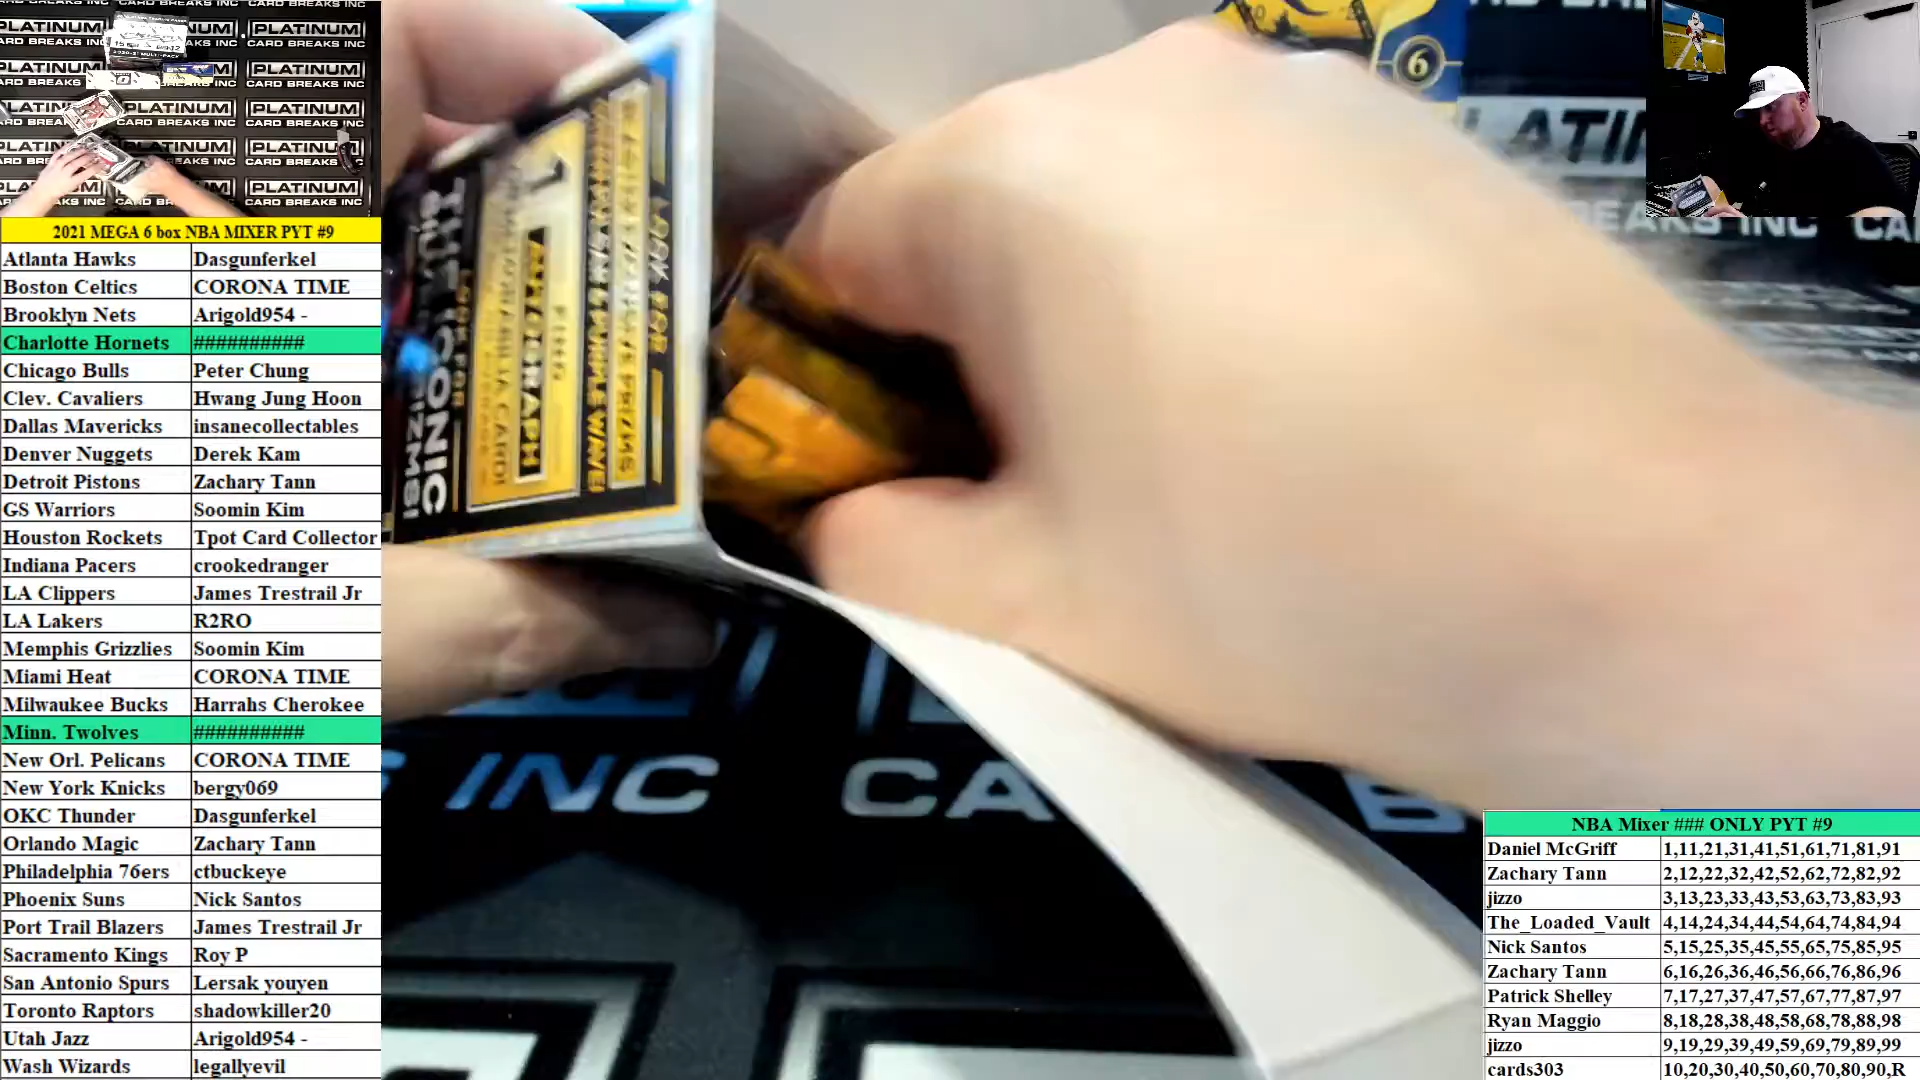 2021 MEGA 6 box NBA MIXER PYT #9
Atlanta Hawks Dasgunferkel
Boston Celtics CORONA TIME
Brooklyn Nets Arigold954 -
Charlotte Hornets ##########
Chicago Bulls Peter Chung
Clev. Cavaliers Hwang Jung Hoon
Dallas Mavericks insanecollectables
Denver Nuggets Derek Kam
Detroit Pistons Zachary Tann
GS Warriors Soomin Kim
Houston Rockets Tpot Card Collector
Indiana Pacers crookedranger
LA Clippers James Trestrail Jr
LA Lakers R2RO
Memphis Grizzlies Soomin Kim
Miami Heat CORONA TIME
Milwaukee Bucks Harrahs Cherokee
Minn. Twolves ##########
New Orl. Pelicans CORONA TIME
New York Knicks bergy069
OKC Thunder Dasgunferkel
Orlando Magic Zachary Tann
Philadelphia 76ers ctbuckeye
Phoenix Suns Nick Santos
Port Trail Blazers James Trestrail Jr
Sacramento Kings Roy P
San Antonio Spurs Lersak youyen
Toronto Raptors shadowkiller20
Utah Jazz Arigold954 -
Wash Wizards legallyevil
PLATINUM
CARD BREAKS INC
LOOK FOR
1
AUTOGRAPH
6
INC CA
NBA Mixer ### ONLY PYT #9
Daniel McGriff 1,11,21,31,41,51,61,71,81,91
Zachary Tann 2,12,22,32,42,52,62,72,82,92
jizzo 3,13,23,33,43,53,63,73,83,93
The_Loaded_Vault 4,14,24,34,44,54,64,74,84,94
Nick Santos 5,15,25,35,45,55,65,75,85,95
Zachary Tann 6,16,26,36,46,56,66,76,86,96
Patrick Shelley 7,17,27,37,47,57,67,77,87,97
Ryan Maggio 8,18,28,38,48,58,68,78,88,98
jizzo 9,19,29,39,49,59,69,79,89,99
cards303 10,20,30,40,50,60,70,80,90,R